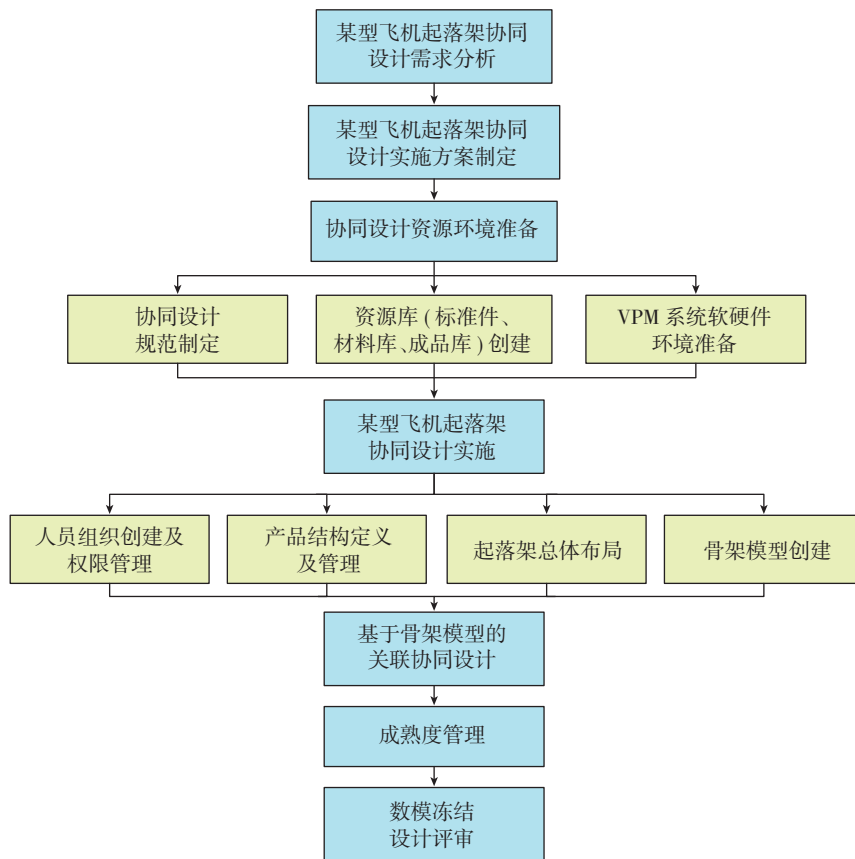 某型飞机起落架协同
设计需求分析
某型飞机起落架协同
设计实施方案制定
协同设计资源环境准备
协同设计
规范制定
资源库(标准件、
材料库、成品库)创建
VPM 系统软硬件
环境准备
某型飞机起落架
协同设计实施
人员组织创建及
权限管理
产品结构定义
及管理
起落架总体布局
骨架模型创建
基于骨架模型的
关联协同设计
成熟度管理
数模冻结
设计评审